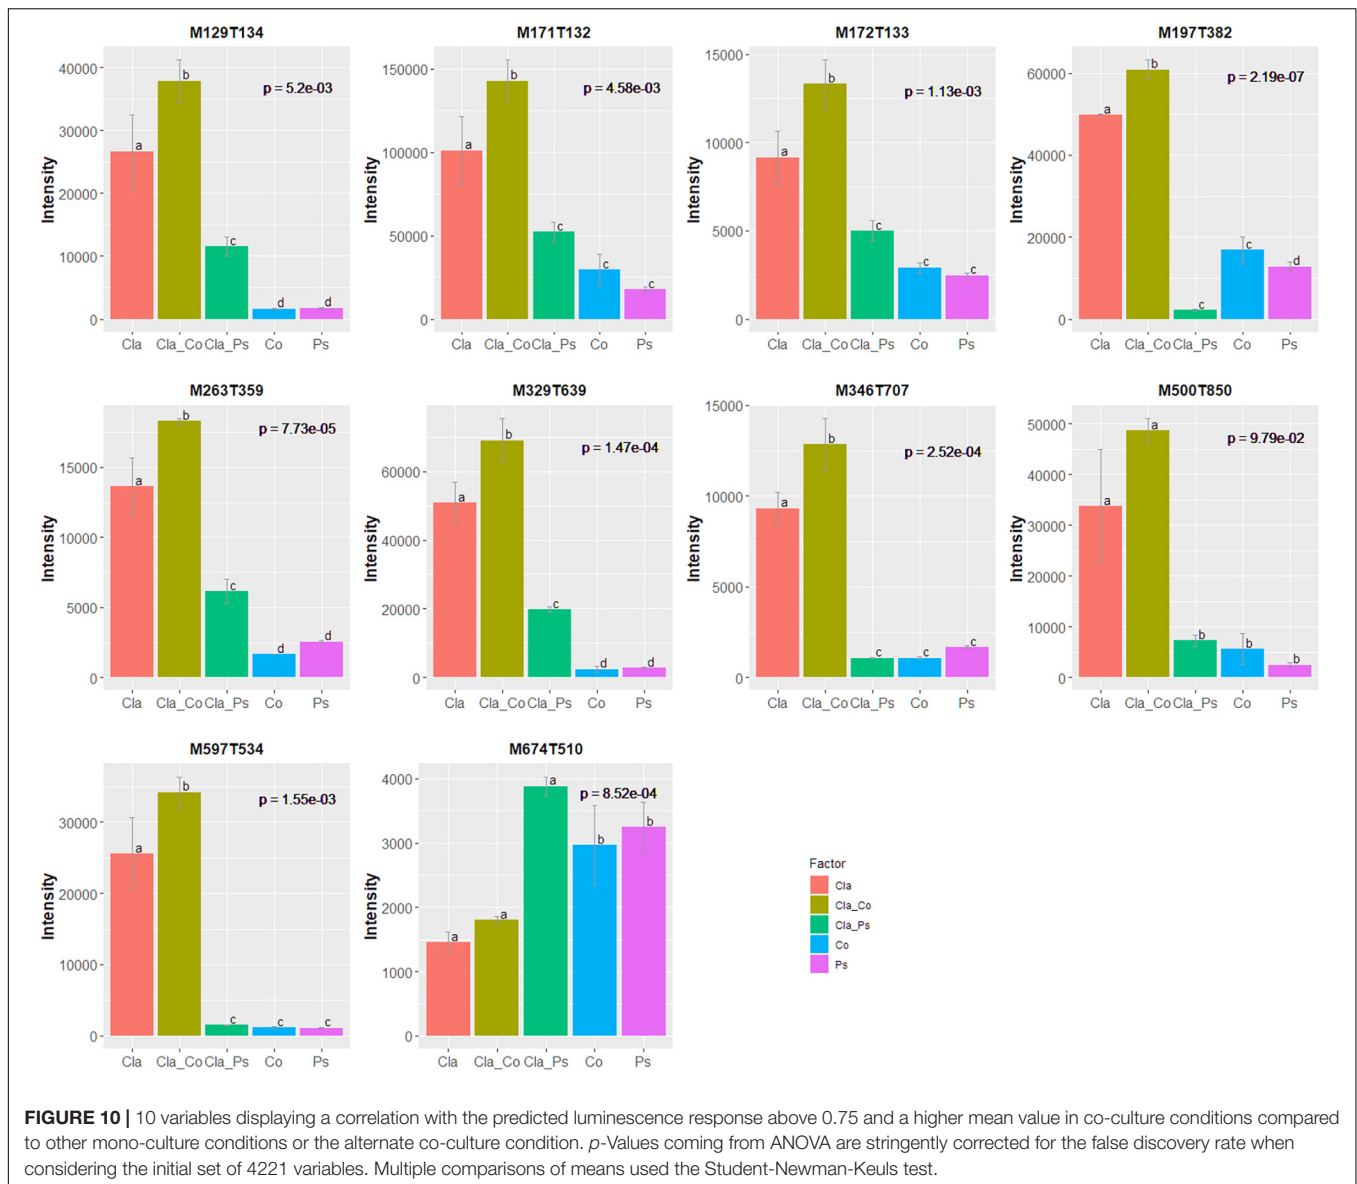 M129T134
M171T132
M172T133
M197T382
Intensity
40000
30000
20000
10000
0
a
b
c
d
d
p = 5.2e-03
Cla Cla_Co Cla_Ps Co Ps
Intensity
150000
100000
50000
0
a
b
c
c
c
p = 4.58e-03
Cla Cla_Co Cla_Ps Co Ps
Intensity
15000
10000
5000
0
a
b
c
c
c
p = 1.13e-03
Cla Cla_Co Cla_Ps Co Ps
Intensity
60000
40000
20000
0
a
b
c
c
d
p = 2.19e-07
Cla Cla_Co Cla_Ps Co Ps
M263T359
M329T639
M346T707
M500T850
Intensity
15000
10000
5000
0
a
b
c
d
d
p = 7.73e-05
Cla Cla_Co Cla_Ps Co Ps
Intensity
60000
40000
20000
0
a
b
c
d
d
p = 1.47e-04
Cla Cla_Co Cla_Ps Co Ps
Intensity
15000
10000
5000
0
a
b
c
c
c
p = 2.52e-04
Cla Cla_Co Cla_Ps Co Ps
Intensity
50000
40000
30000
20000
10000
0
a
a
b
b
b
p = 9.79e-02
Cla Cla_Co Cla_Ps Co Ps
M597T534
M674T510
Intensity
30000
20000
10000
0
a
b
c
c
c
p = 1.55e-03
Cla Cla_Co Cla_Ps Co Ps
Intensity
4000
3000
2000
1000
0
a
a
a
b
b
p = 8.52e-04
Cla Cla_Co Cla_Ps Co Ps
Factor
Cla
Cla_Co
Cla_Ps
Co
Ps
FIGURE 10 | 10 variables displaying a correlation with the predicted luminescence response above 0.75 and a higher mean value in co-culture conditions compared
to other mono-culture conditions or the alternate co-culture condition. p-Values coming from ANOVA are stringently corrected for the false discovery rate when
considering the initial set of 4221 variables. Multiple comparisons of means used the Student-Newman-Keuls test.